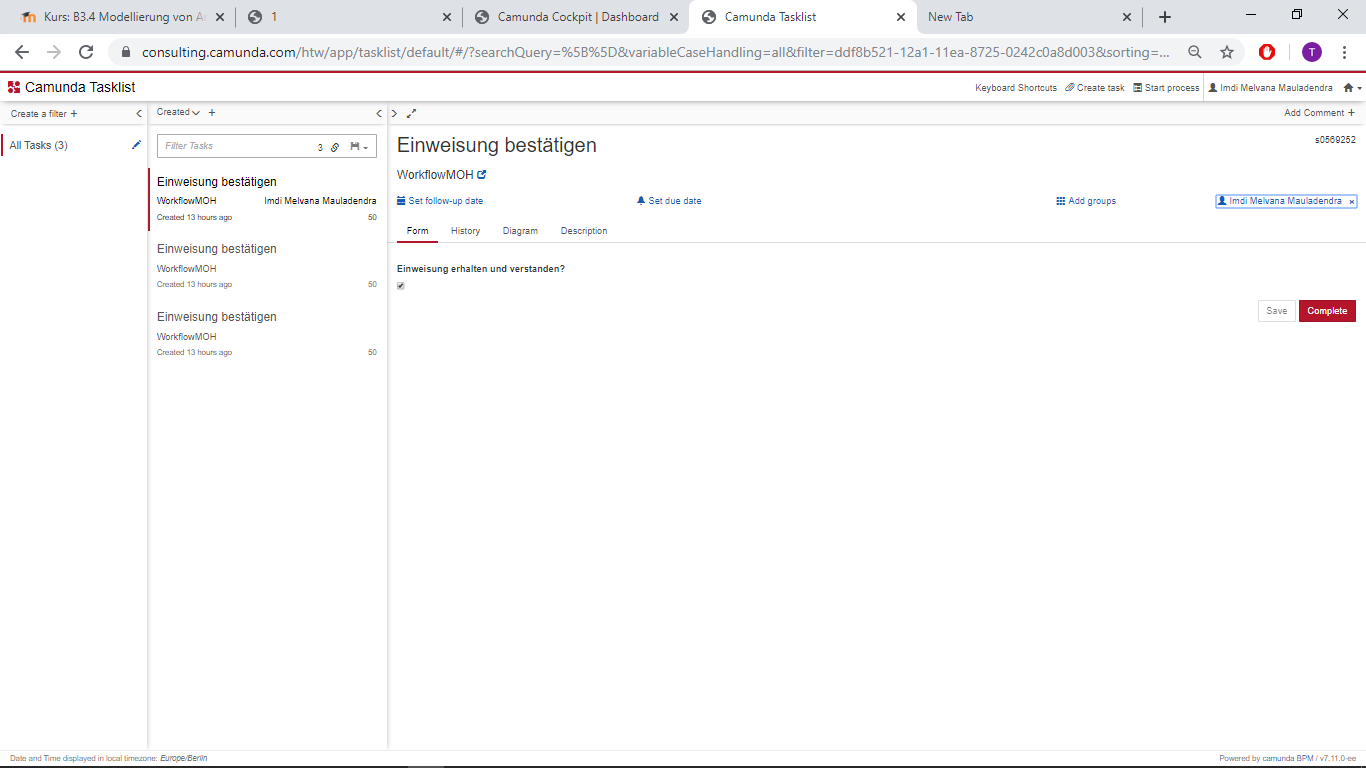 Kurs: B3.4 Modellierung von A
1
Camunda Cockpit | Dashboard
Camunda Tasklist
New Tab
consulting.camunda.com/htw/app/tasklist/default/#/?searchQuery=%5B%5D&variableCaseHandling=all&filter=ddf8b521-12a1-11ea-8725-0242c0a8d003&sorting=...
T
Camunda Tasklist
Keyboard Shortcuts
Create task
Start process
Imdi Melvana Mauladendra
Create a filter +
Created
Add Comment +
All Tasks (3)
Filter Tasks
3
Einweisung bestätigen
WorkflowMOH
Imdi Melvana Mauladendra
Created 13 hours ago
50
Einweisung bestätigen
WorkflowMOH
Created 13 hours ago
50
Einweisung bestätigen
WorkflowMOH
Created 13 hours ago
50
Einweisung bestätigen
s0569252
WorkflowMOH
Set follow-up date
Set due date
Add groups
Imdi Melvana Mauladendra ×
Form
History
Diagram
Description
Einweisung erhalten und verstanden?
Save
Complete
Date and Time displayed in local timezone: Europe/Berlin
Powered by camunda BPM / v7.11.0-ee